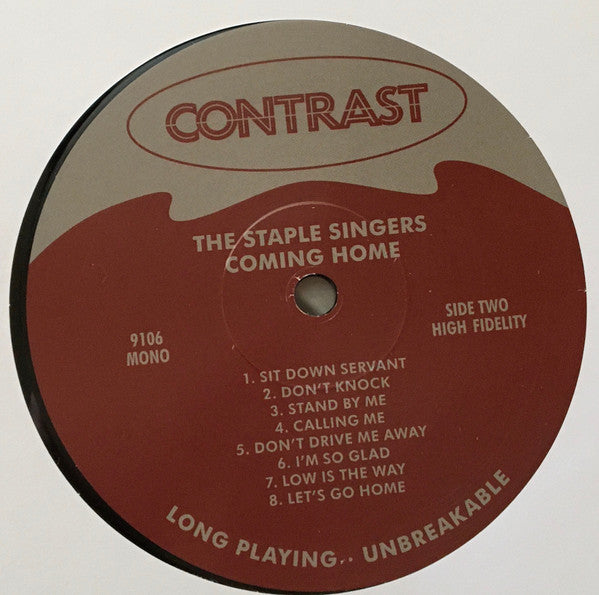 CONTRAST
THE STAPLE SINGERS
COMING HOME
9106
MONO
SIDE TWO
HIGH FIDELITY
1. SIT DOWN SERVANT
2. DON'T KNOCK
3. STAND BY ME
4. CALLING ME
5. DON'T DRIVE ME AWAY
6. I'M SO GLAD
7. LOW IS THE WAY
8. LET'S GO HOME
LONG PLAYING.. UNBREAKABLE